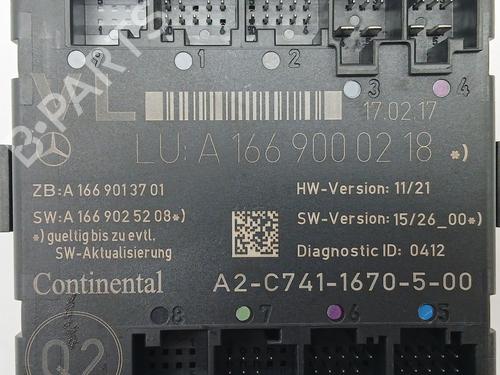 1 2
3 4
VL
17.02.17
LU: A 166 900 02 18 *)
ZB: A 166 901 37 01
HW-Version: 11/21
SW: A 166 902 52 08 *)
SW-Version: 15/26_00*)
*) gueltig bis zu evtl.
SW-Aktualisierung
Diagnostic ID: 0412
Continental
A2-C741-1670-5-00
8 7 6 5
Q2
B-PARTS